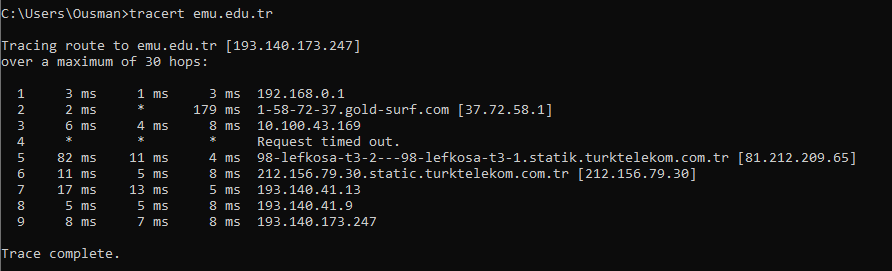 C:\Users\Ousman>tracert emu.edu.tr
Tracing route to emu.edu.tr [193.140.173.247]
over a maximum of 30 hops:
1 3 ms 1 ms 3 ms 192.168.0.1
2 2 ms * 179 ms 1-58-72-37.gold-surf.com [37.72.58.1]
3 6 ms 4 ms 8 ms 10.100.43.169
4 * * * Request timed out.
5 82 ms 11 ms 4 ms 98-lefkosa-t3-2---98-lefkosa-t3-1.statik.turktelekom.com.tr [81.212.209.65]
6 11 ms 5 ms 8 ms 212.156.79.30.static.turktelekom.com.tr [212.156.79.30]
7 17 ms 13 ms 5 ms 193.140.41.13
8 5 ms 5 ms 8 ms 193.140.41.9
9 8 ms 7 ms 8 ms 193.140.173.247
Trace complete.